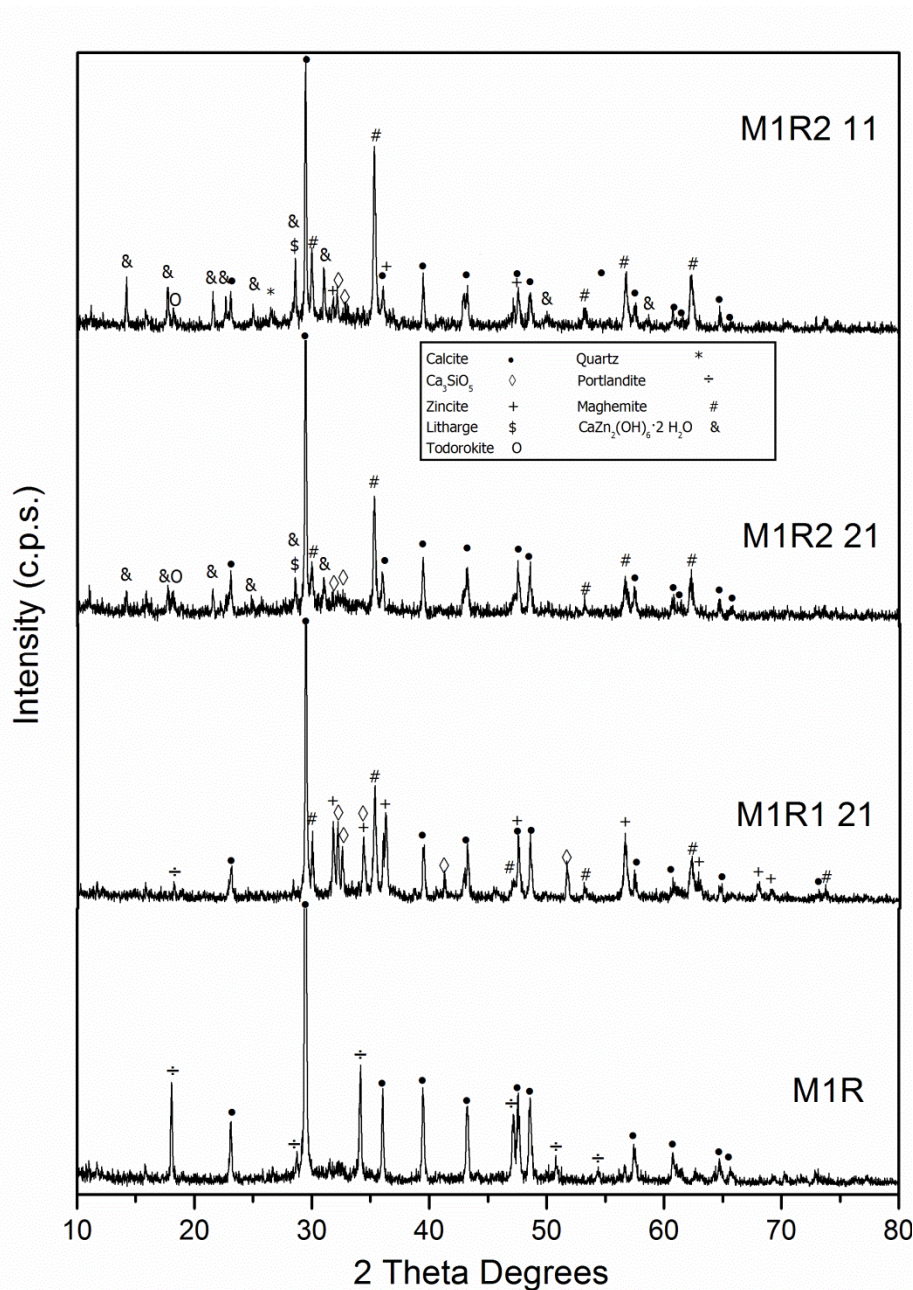 M1R2 11
Calcite • Quartz *
Ca₃SiO₅ ◊ Portlandite ÷
Zincite + Maghemite #
Litharge $ CaZn₂(OH)₆·2 H₂O &
Todorokite O
M1R2 21
M1R1 21
M1R
Intensity (c.p.s.)
10 20 30 40 50 60 70 80
2 Theta Degrees